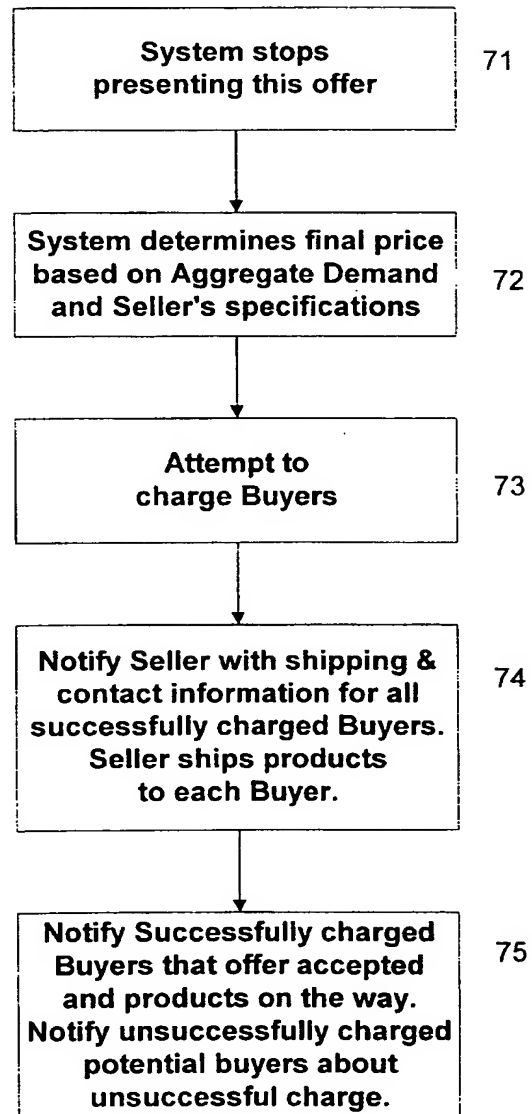 System stops
presenting this offer
71
System determines final price
based on Aggregate Demand
and Seller's specifications
72
Attempt to
charge Buyers
73
Notify Seller with shipping &
contact information for all
successfully charged Buyers.
Seller ships products
to each Buyer.
74
Notify Successfully charged
Buyers that offer accepted
and products on the way.
Notify unsuccessfully charged
potential buyers about
unsuccessful charge.
75